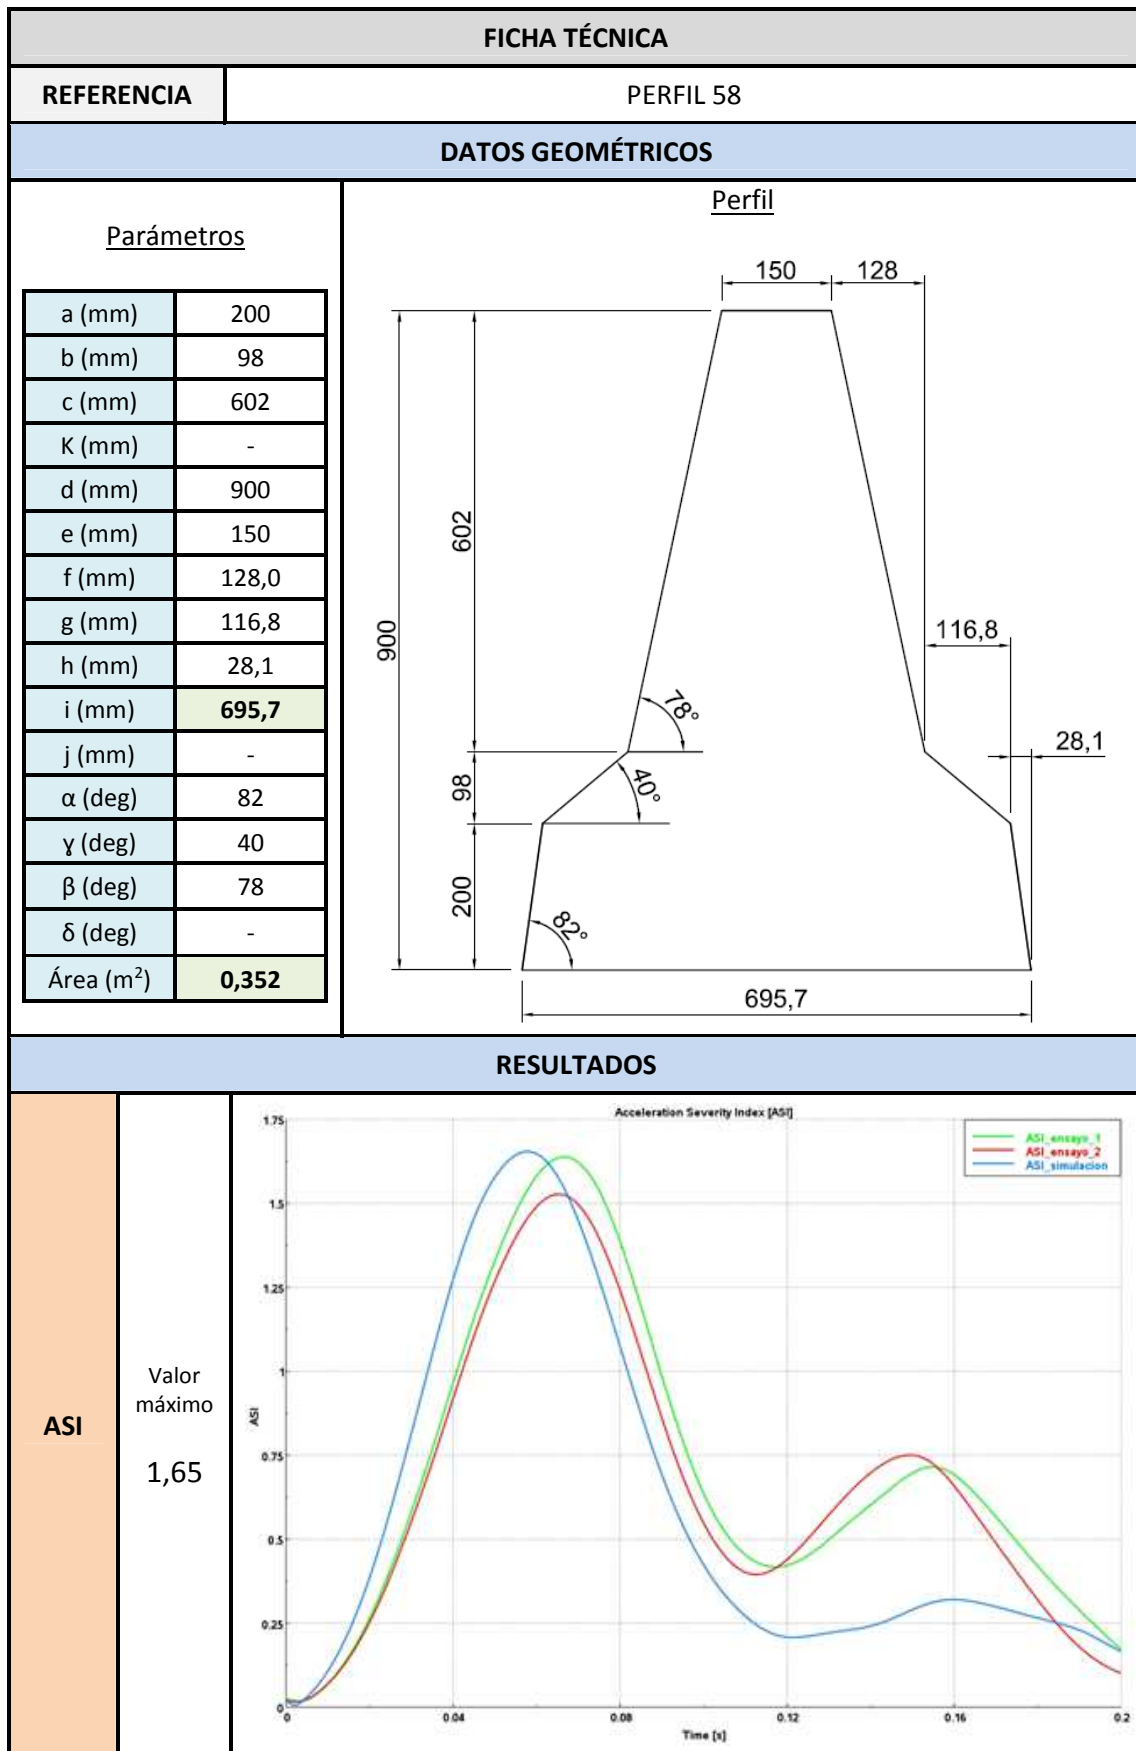 FICHA TÉCNICA
REFERENCIA PERFIL 58
DATOS GEOMÉTRICOS
Parámetros
a (mm) 200
b (mm) 98
c (mm) 602
K (mm) -
d (mm) 900
e (mm) 150
f (mm) 128,0
g (mm) 116,8
h (mm) 28,1
i (mm) 695,7
j (mm) -
α (deg) 82
ɣ (deg) 40
β (deg) 78
δ (deg) -
Área (m²) 0,352
Perfil
150 128
602
900
116,8
78°
28,1
98
40°
200
82°
695,7
RESULTADOS
ASI
Valor
máximo
1,65
Acceleration Severity Index [ASI]
ASI_ensayo_1
ASI_ensayo_2
ASI_simulacion
1.75
1.5
1.25
1
0.75
0.5
0.25
0
ASI
0 0.04 0.08 0.12 0.16 0.2
Time [s]